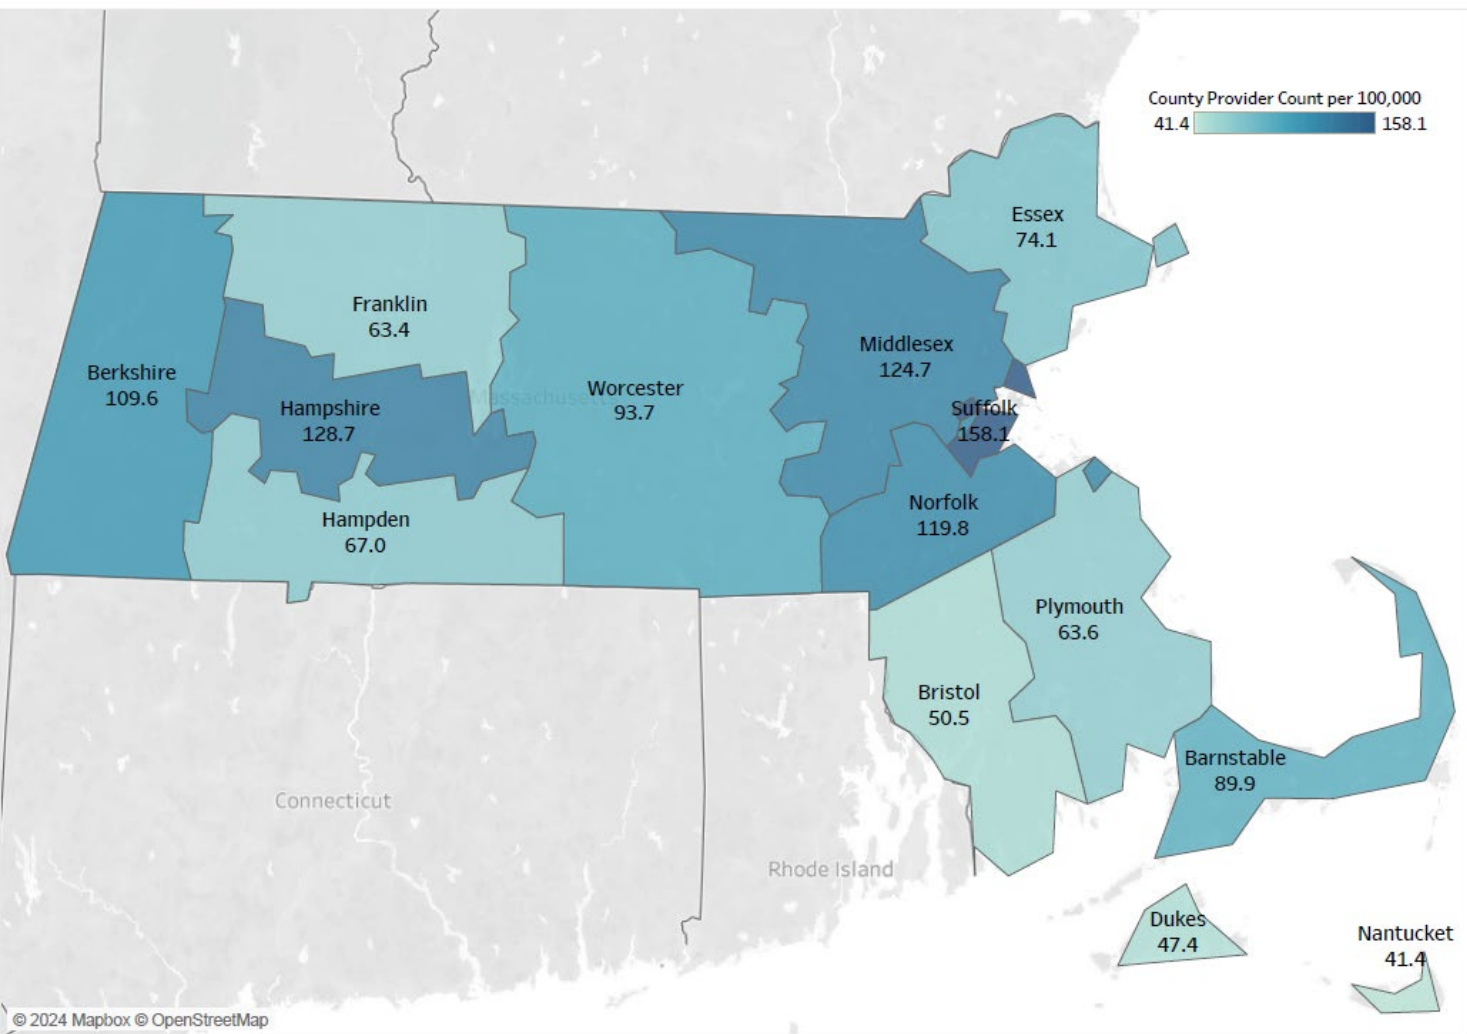 County Provider Count per 100,000
41.4 158.1
Essex
74.1
Franklin
63.4
Middlesex
124.7
Berkshire
109.6
Worcester
93.7
Massachusetts
Hampshire
128.7
Suffolk
158.1
Norfolk
119.8
Hampden
67.0
Plymouth
63.6
Bristol
50.5
Barnstable
89.9
Connecticut
Rhode Island
Dukes
47.4
Nantucket
41.4
© 2024 Mapbox © OpenStreetMap